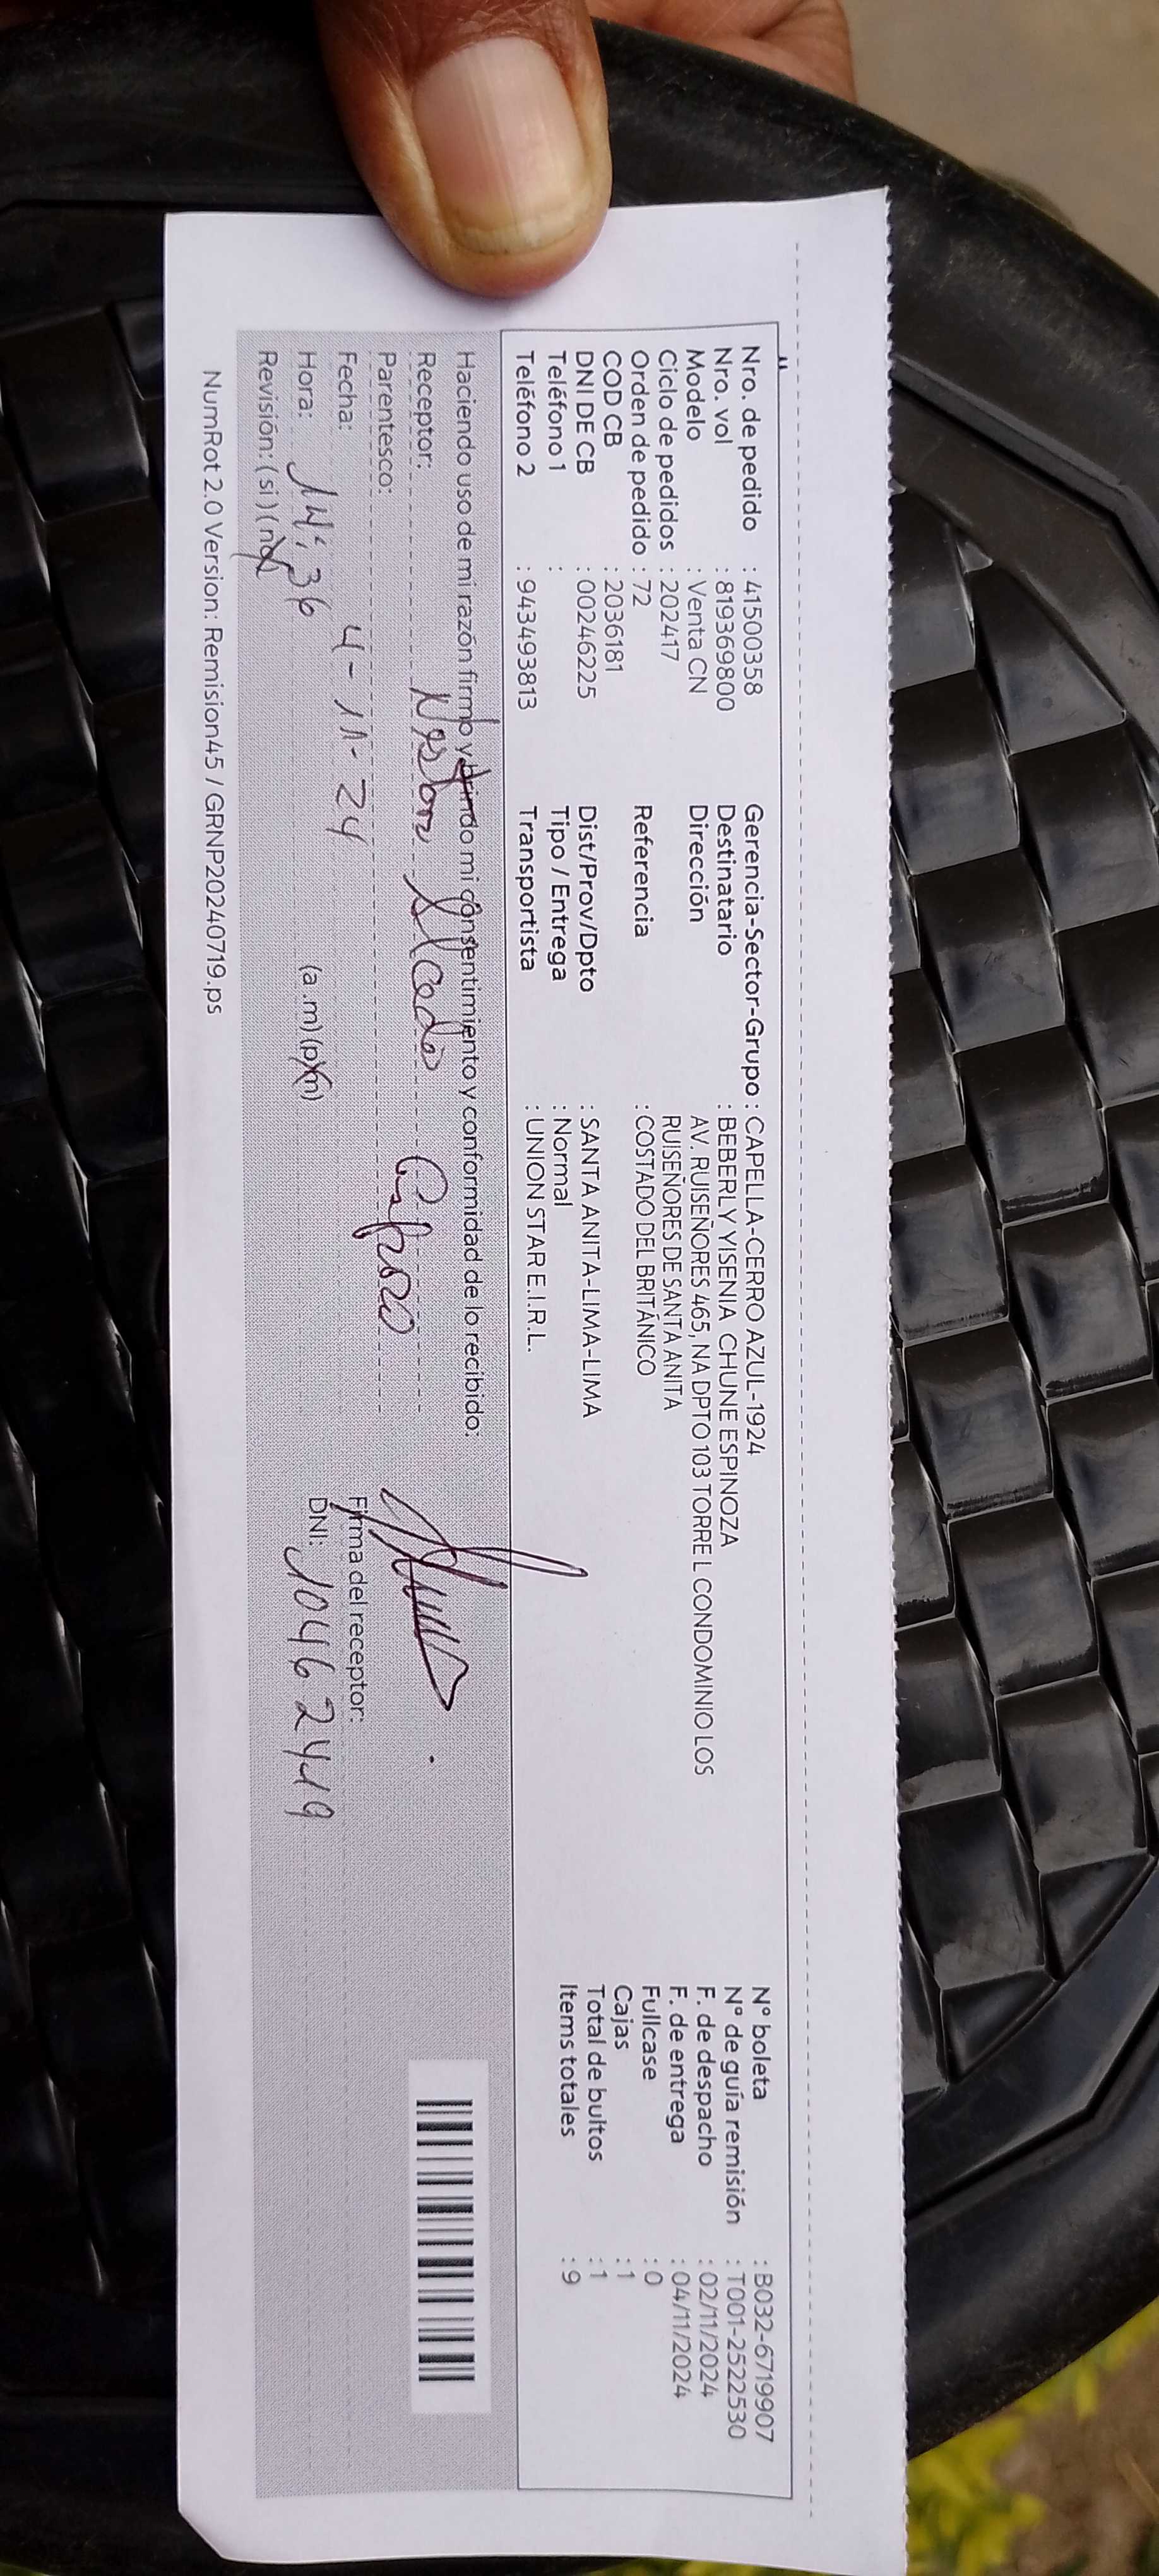 Nro. de pedido : 41500358
Nro. vol : 819369800
Modelo : Venta CN
Ciclo de pedidos : 202417
Orden de pedido : 72
COD CB : 2036181
DNI DE CB : 00246225
Teléfono 1 :
Teléfono 2 : 943493813
Gerencia-Sector-Grupo : CAPELLA-CERRO AZUL-1924
Destinatario : BEBERLY YISENIA CHUNE ESPINOZA
Dirección AV. RUISEÑORES 465, NA DPTO 103 TORRE L CONDOMINIO LOS
RUISEÑORES DE SANTA ANITA
Referencia : COSTADO DEL BRITÁNICO
Dist/Prov/Dpto : SANTA ANITA-LIMA-LIMA
Tipo / Entrega : Normal
Transportista : UNION STAR E.I.R.L.
N° boleta : B032-6719907
N° de guía remisión : T001-2522530
F. de despacho : 02/11/2024
F. de entrega : 04/11/2024
Fullcase : 0
Cajas : 1
Total de bultos : 1
Items totales : 9
Haciendo uso de mi razón firmo y brindo mi consentimiento y conformidad de lo recibido:
Receptor:
Parentesco:
Fecha: 4-11-24
Hora: 14:36 (a.m) (p.m)
Revisión: (si) (no)
Firma del receptor:
DNI: 10462419
NumRot 2.0 Version: Remision45 / GRNP20240719.ps